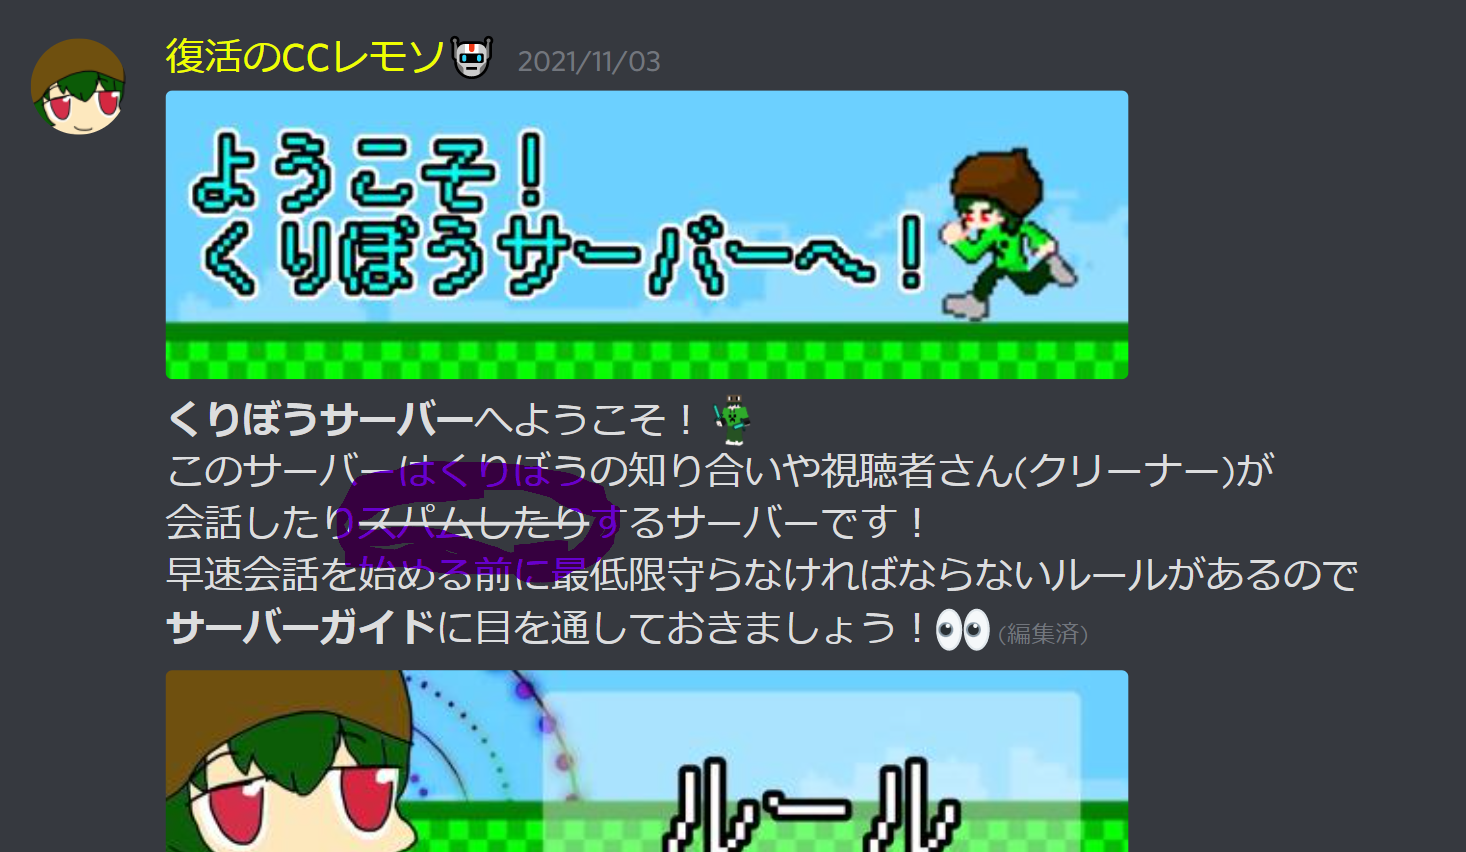 復活のCCレモソ 2021/11/03
ようこそ！
くりぼうサーバーへ！
くりぼうサーバーへようこそ！
このサーバーはくりぼうの知り合いや視聴者さん(クリーナー)が
会話したりスパムしたりするサーバーです！
早速会話を始める前に最低限守らなければならないルールがあるので
サーバーガイドに目を通しておきましょう！(編集済)
ルール